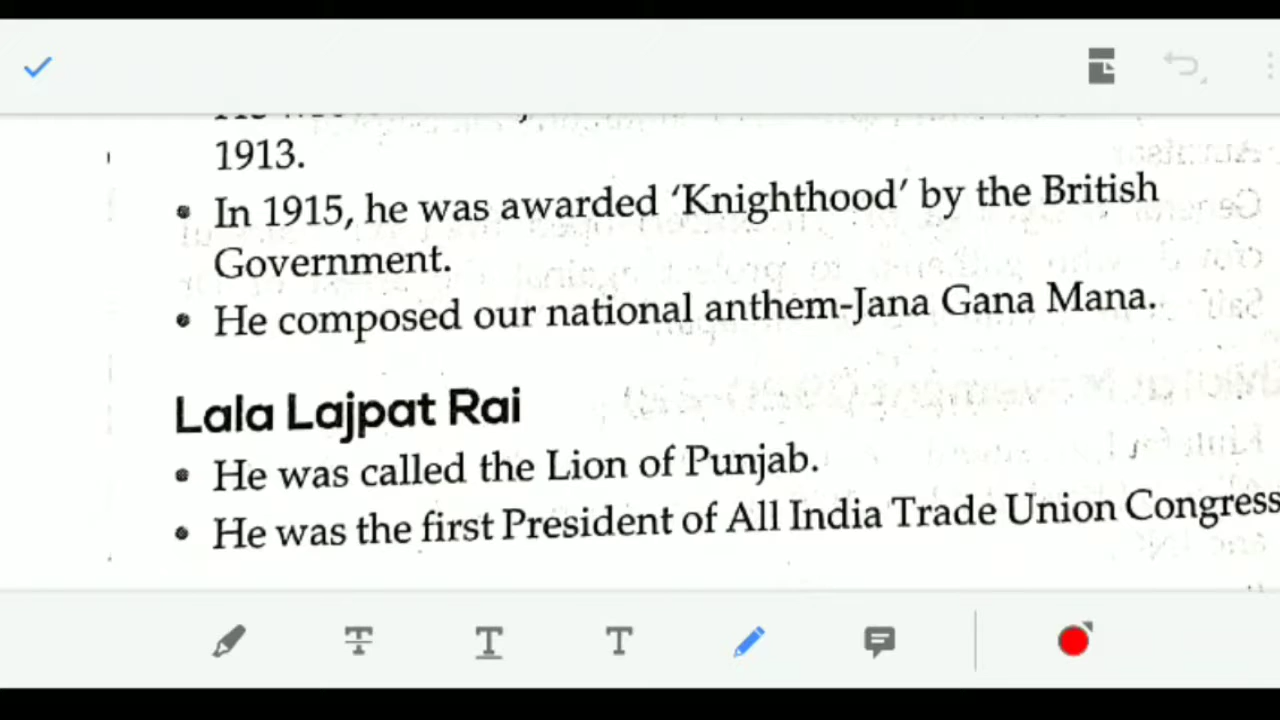 1913.
• In 1915, he was awarded ‘Knighthood’ by the British
Government.
• He composed our national anthem-Jana Gana Mana.
Lala Lajpat Rai
• He was called the Lion of Punjab.
• He was the first President of All India Trade Union Congress